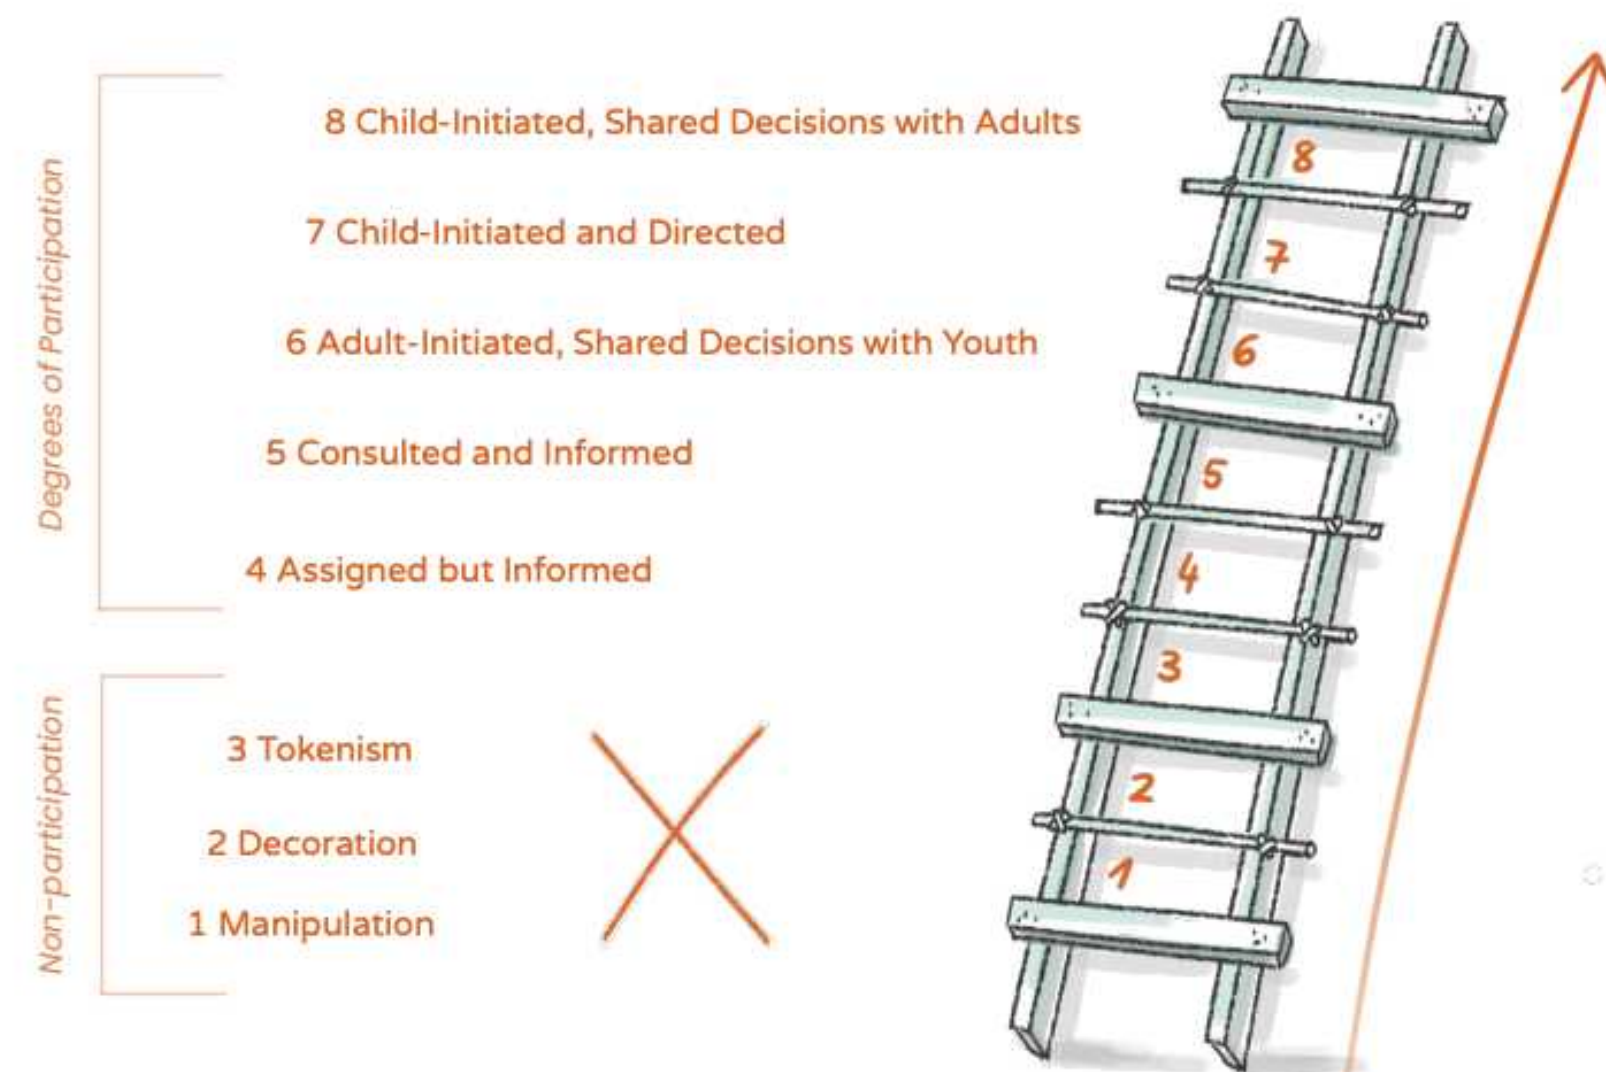 Degrees of Participation
8 Child-Initiated, Shared Decisions with Adults
7 Child-Initiated and Directed
6 Adult-Initiated, Shared Decisions with Youth
5 Consulted and Informed
4 Assigned but Informed
Non-participation
3 Tokenism
2 Decoration
1 Manipulation
8
7
6
5
4
3
2
1